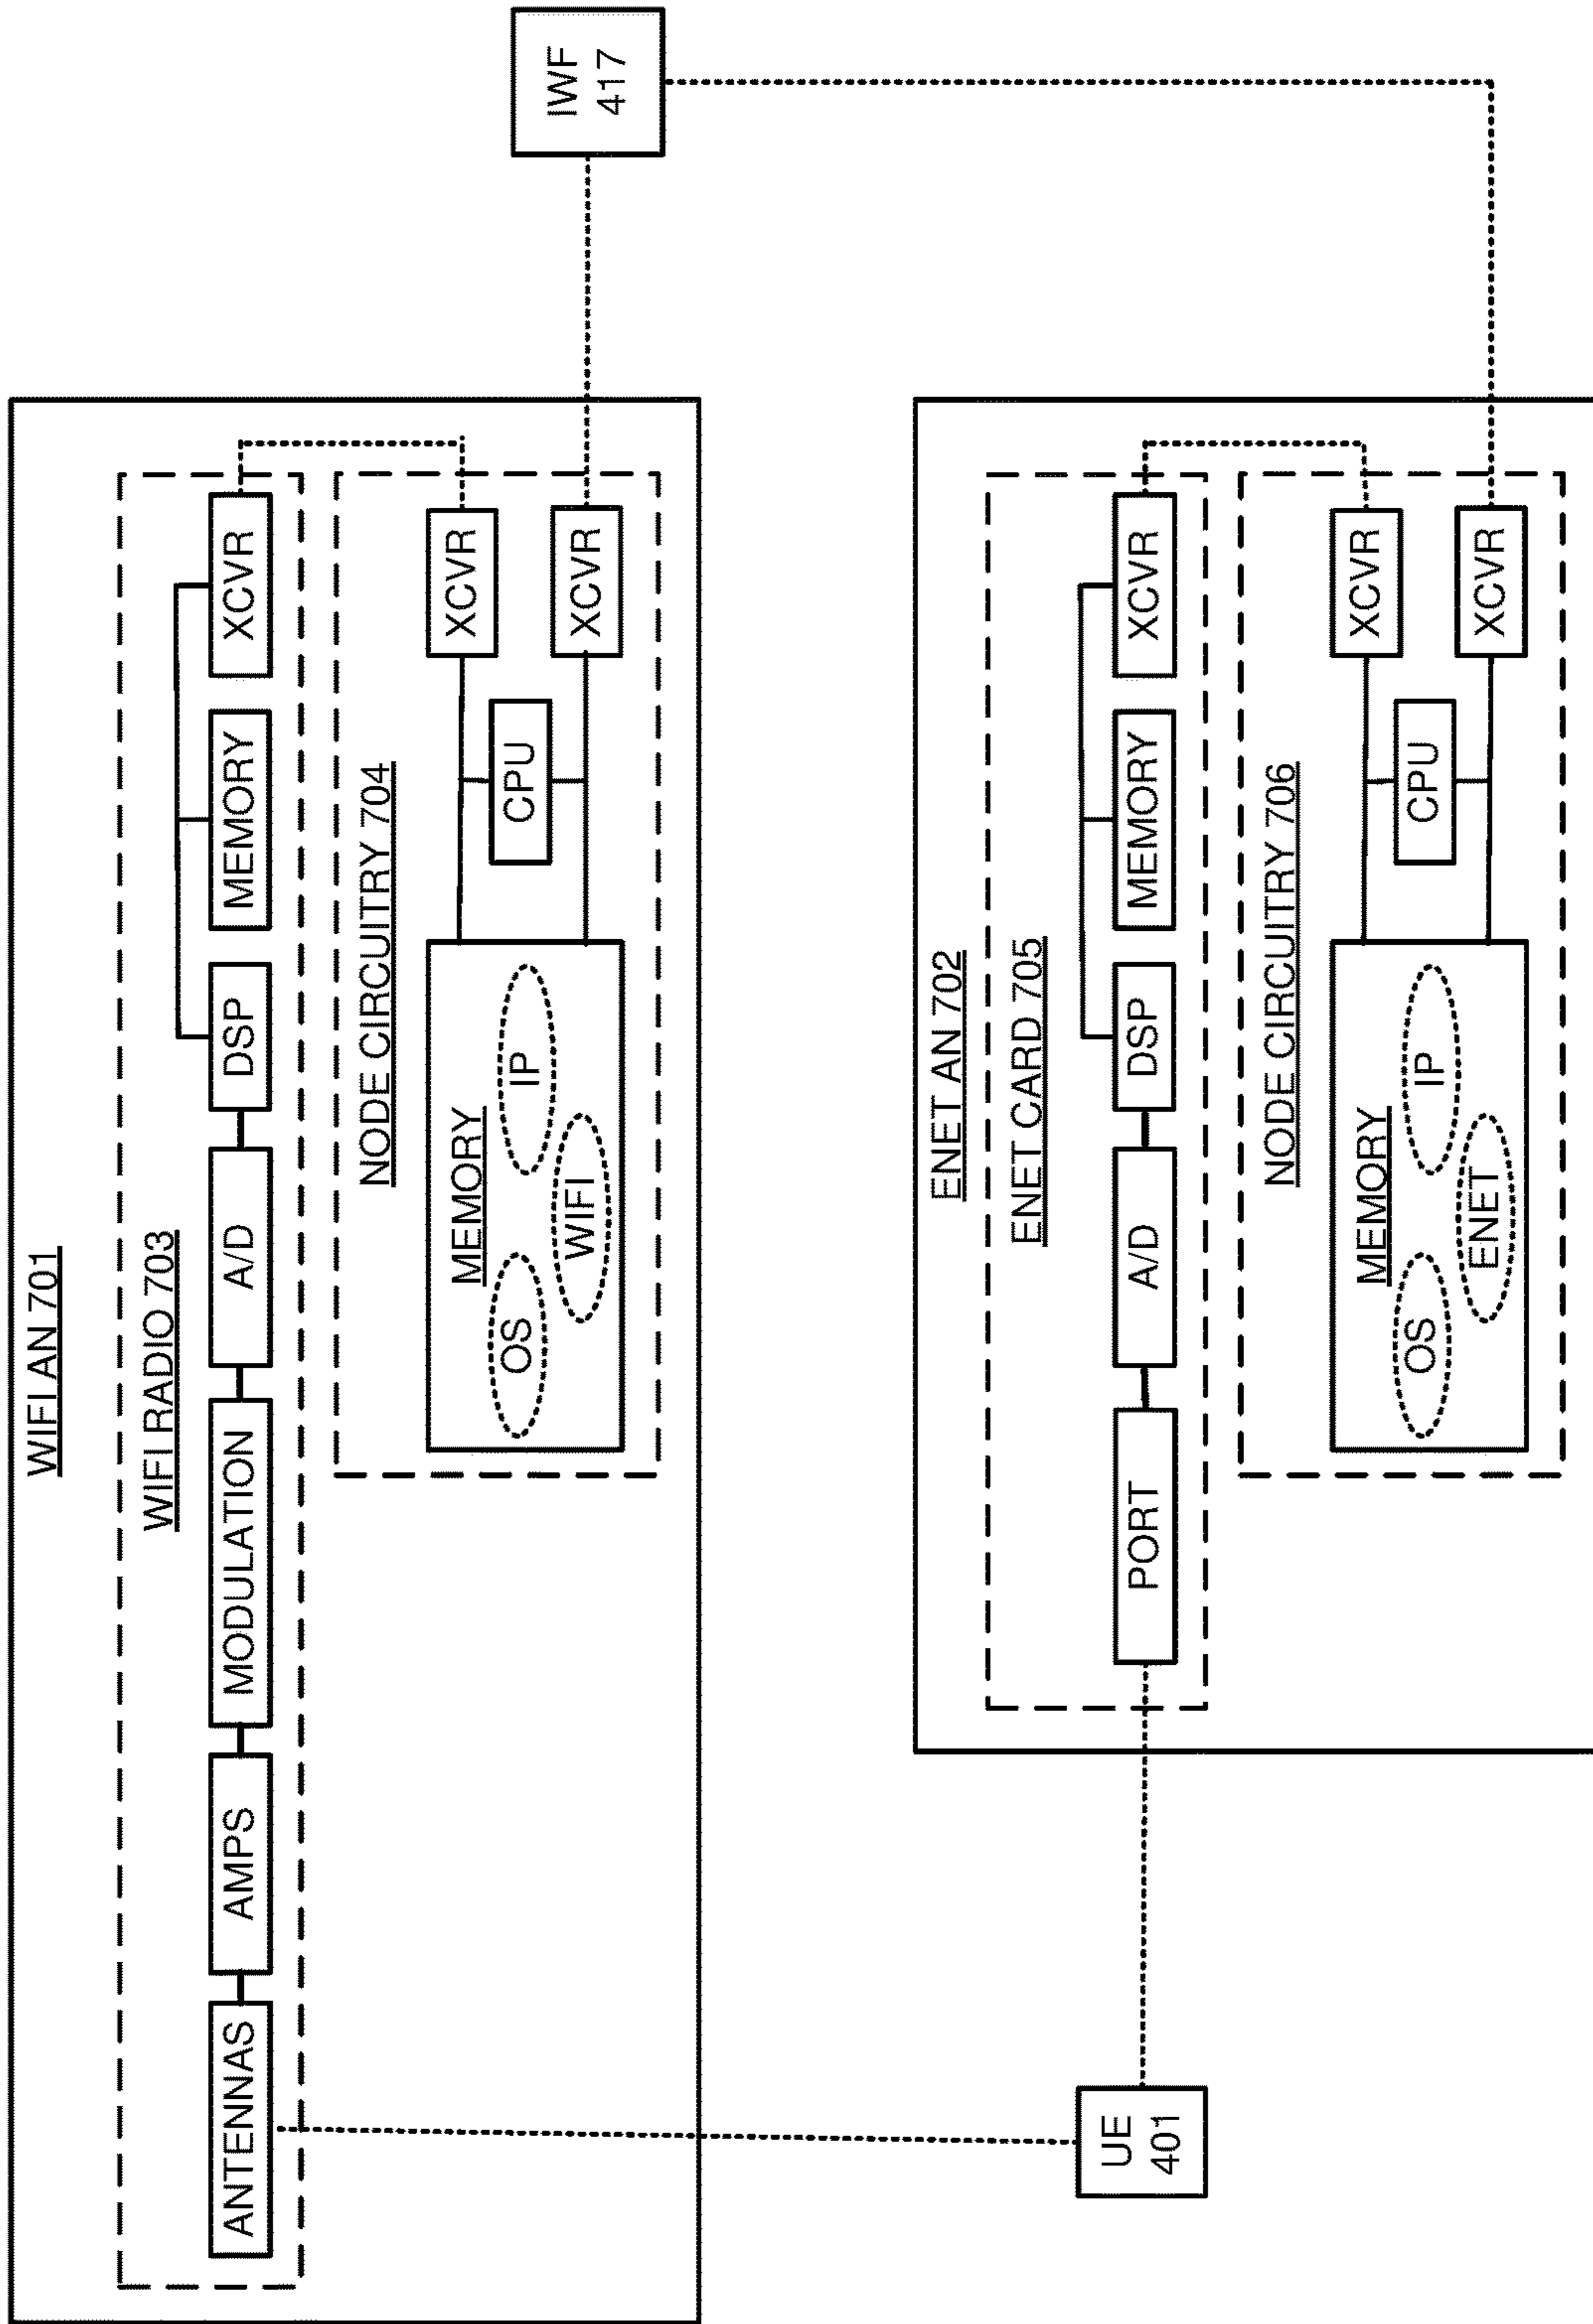 WIFI AN 701
WIFI RADIO 703
ANTENNAS
AMPS
MODULATION
A/D
DSP
MEMORY
XCVR
NODE CIRCUITRY 704
MEMORY
OS
WIFI
IP
CPU
XCVR
XCVR
IWF
417
UE
401
ENET AN 702
ENET CARD 705
PORT
A/D
DSP
MEMORY
XCVR
NODE CIRCUITRY 706
MEMORY
OS
ENET
IP
CPU
XCVR
XCVR